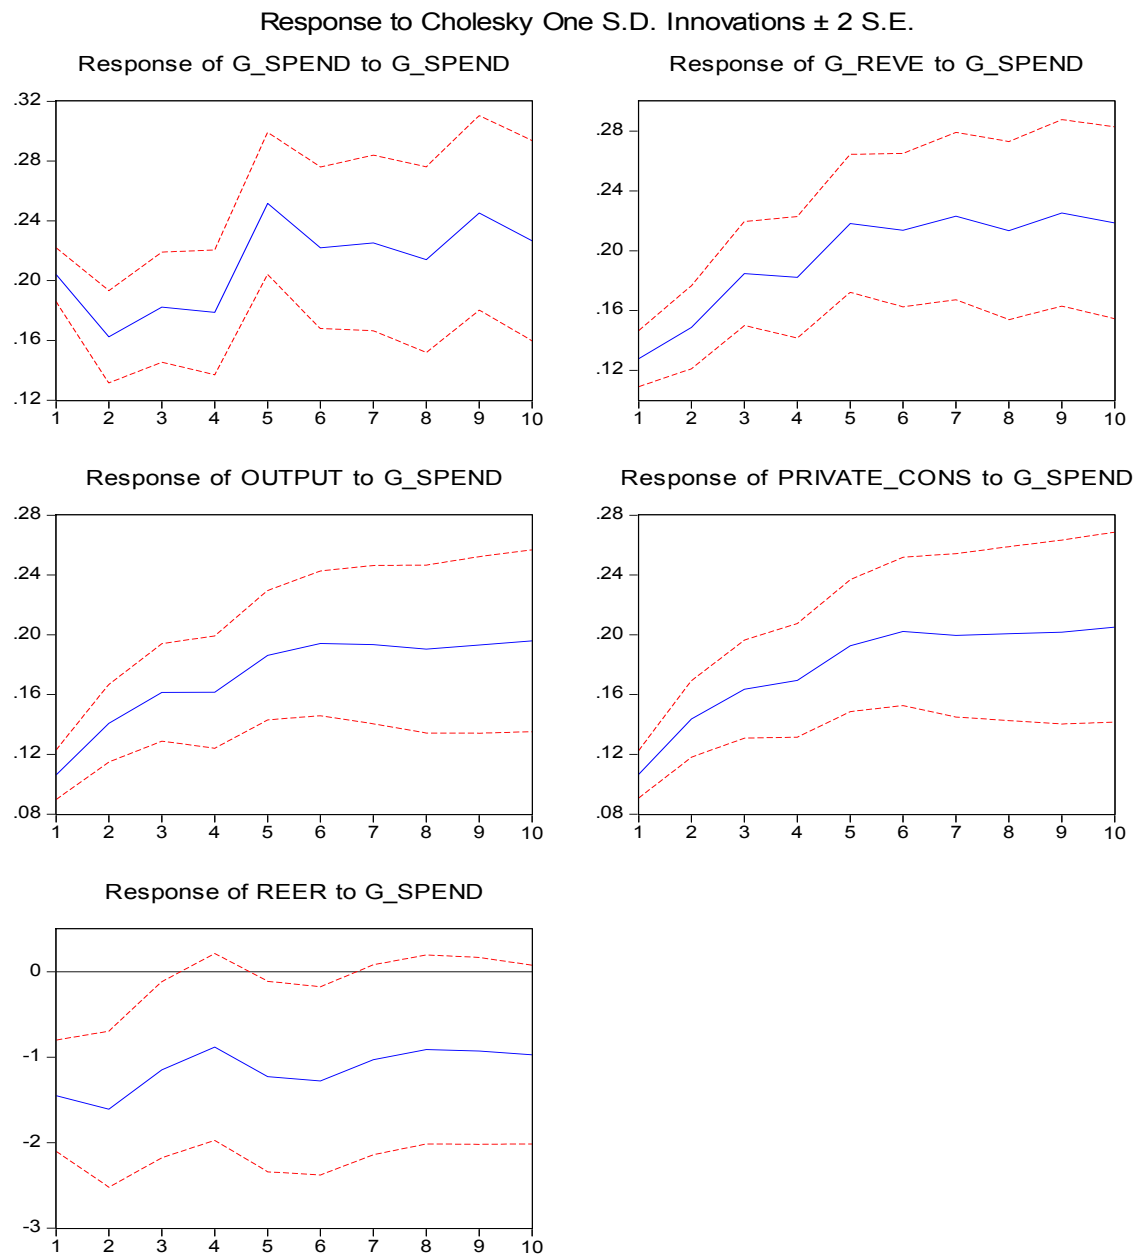 Response to Cholesky One S.D. Innovations ± 2 S.E.
Response of G_SPEND to G_SPEND
.32
.28
.24
.20
.16
.12
1 2 3 4 5 6 7 8 9 10
Response of G_REVE to G_SPEND
.28
.24
.20
.16
.12
1 2 3 4 5 6 7 8 9 10
Response of OUTPUT to G_SPEND
.28
.24
.20
.16
.12
.08
1 2 3 4 5 6 7 8 9 10
Response of PRIVATE_CONS to G_SPEND
.28
.24
.20
.16
.12
.08
1 2 3 4 5 6 7 8 9 10
Response of REER to G_SPEND
0
-1
-2
-3
1 2 3 4 5 6 7 8 9 10